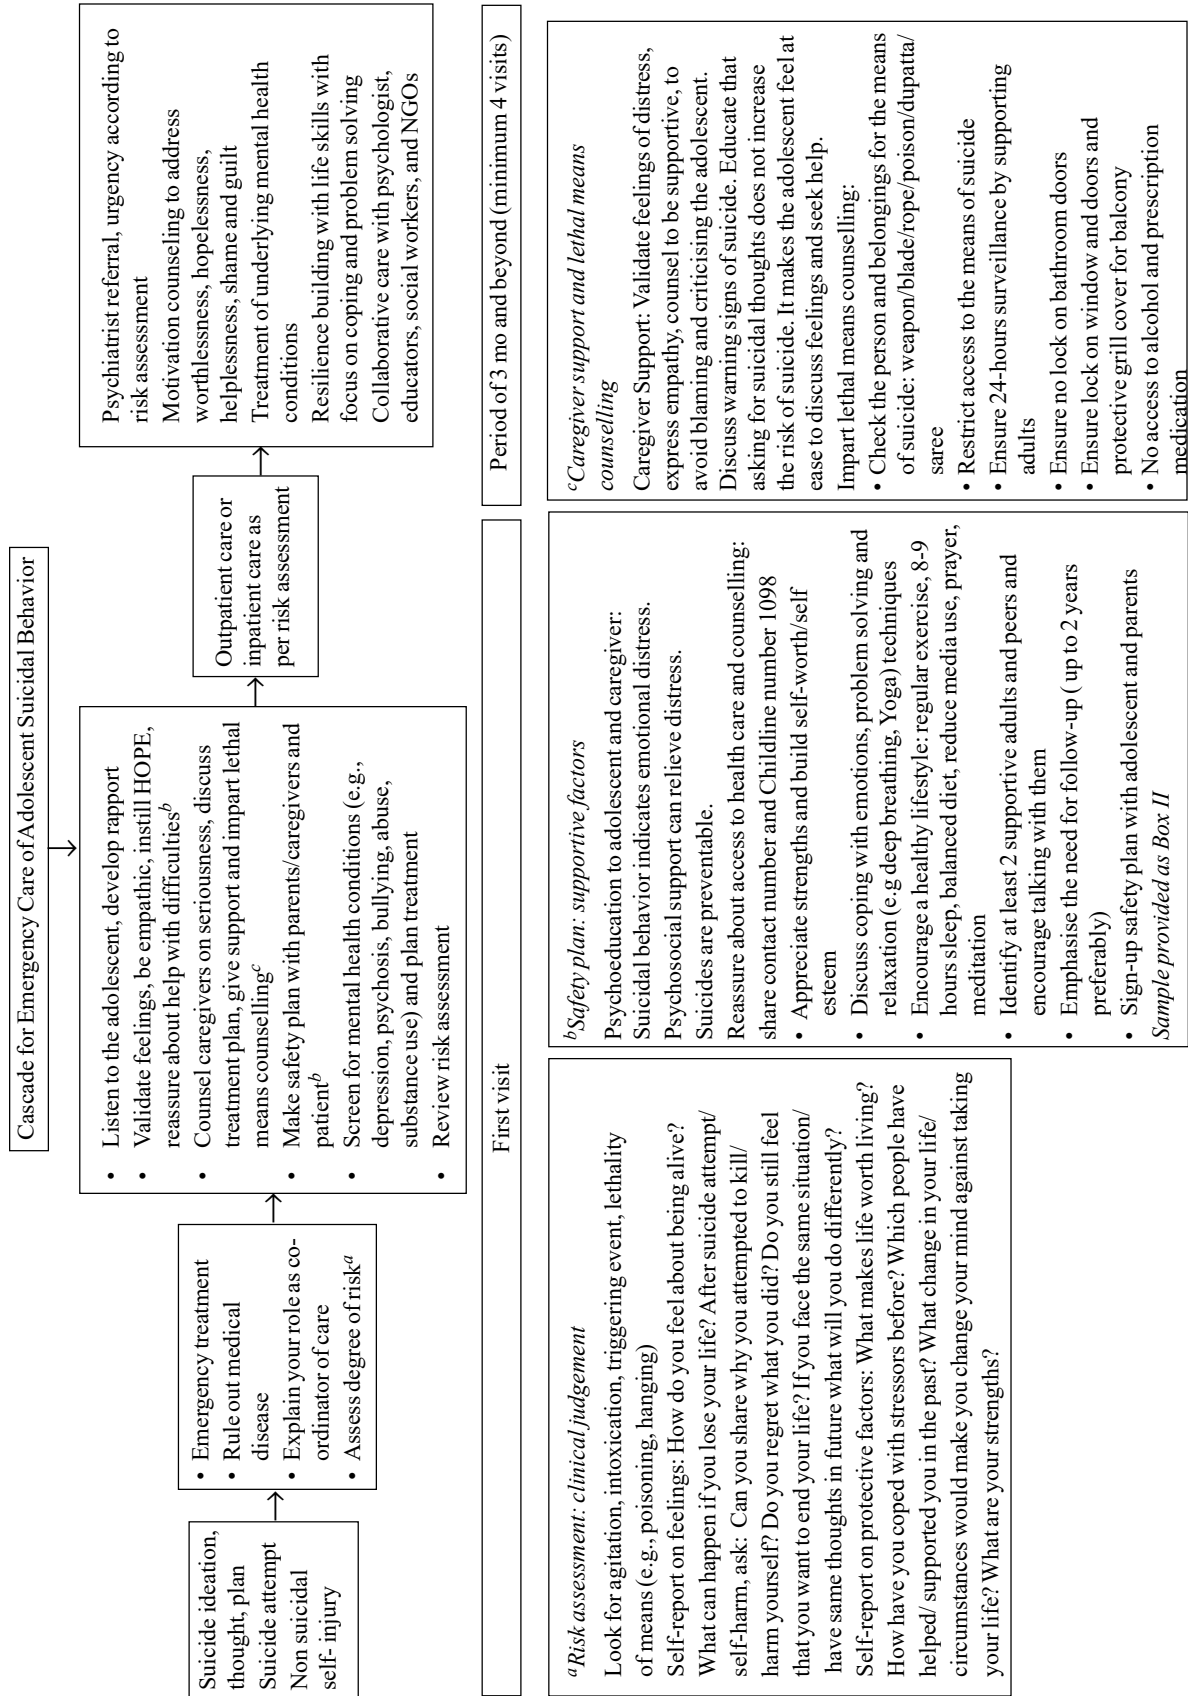 Cascade for Emergency Care of Adolescent Suicidal Behavior
Suicide ideation,
thought, plan
Suicide attempt
Non suicidal
self- injury
• Emergency treatment
• Rule out medical
disease
• Explain your role as co-
ordinator of care
• Assess degree of riskᵃ
• Listen to the adolescent, develop rapport
• Validate feelings, be empathic, instill HOPE,
reassure about help with difficultiesᵇ
• Counsel caregivers on seriousness, discuss
treatment plan, give support and impart lethal
means counsellingᶜ
• Make safety plan with parents/caregivers and
patientᵇ
• Screen for mental health conditions (e.g.,
depression, psychosis, bullying, abuse,
substance use) and plan treatment
• Review risk assessment
Outpatient care or
inpatient care as
per risk assessment
Psychiatrist referral, urgency according to
risk assessment
Motivation counseling to address
worthlessness, hopelessness,
helplessness, shame and guilt
Treatment of underlying mental health
conditions
Resilience building with life skills with
focus on coping and problem solving
Collaborative care with psychologist,
educators, social workers, and NGOs
First visit
Period of 3 mo and beyond (minimum 4 visits)
ᵃRisk assessment: clinical judgement
Look for agitation, intoxication, triggering event, lethality
of means (e.g., poisoning, hanging)
Self-report on feelings: How do you feel about being alive?
What can happen if you lose your life? After suicide attempt/
self-harm, ask: Can you share why you attempted to kill/
harm yourself? Do you regret what you did? Do you still feel
that you want to end your life? If you face the same situation/
have same thoughts in future what will you do differently?
Self-report on protective factors: What makes life worth living?
How have you coped with stressors before? Which people have
helped/ supported you in the past? What change in your life/
circumstances would make you change your mind against taking
your life? What are your strengths?
ᵇSafety plan: supportive factors
Psychoeducation to adolescent and caregiver:
Suicidal behavior indicates emotional distress.
Psychosocial support can relieve distress.
Suicides are preventable.
Reassure about access to health care and counselling:
share contact number and Childline number 1098
• Appreciate strengths and build self-worth/self
esteem
• Discuss coping with emotions, problem solving and
relaxation (e.g deep breathing, Yoga) techniques
• Encourage a healthy lifestyle: regular exercise, 8-9
hours sleep, balanced diet, reduce media use, prayer,
meditation
• Identify at least 2 supportive adults and peers and
encourage talking with them
• Emphasise the need for follow-up ( up to 2 years
preferably)
• Sign-up safety plan with adolescent and parents
Sample provided as Box II
ᶜCaregiver support and lethal means
counselling
Caregiver Support: Validate feelings of distress,
express empathy, counsel to be supportive, to
avoid blaming and criticising the adolescent.
Discuss warning signs of suicide. Educate that
asking for suicidal thoughts does not increase
the risk of suicide. It makes the adolescent feel at
ease to discuss feelings and seek help.
Impart lethal means counselling:
• Check the person and belongings for the means
of suicide: weapon/blade/rope/poison/dupatta/
saree
• Restrict access to the means of suicide
• Ensure 24-hours surveillance by supporting
adults
• Ensure no lock on bathroom doors
• Ensure lock on window and doors and
protective grill cover for balcony
• No access to alcohol and prescription
medication